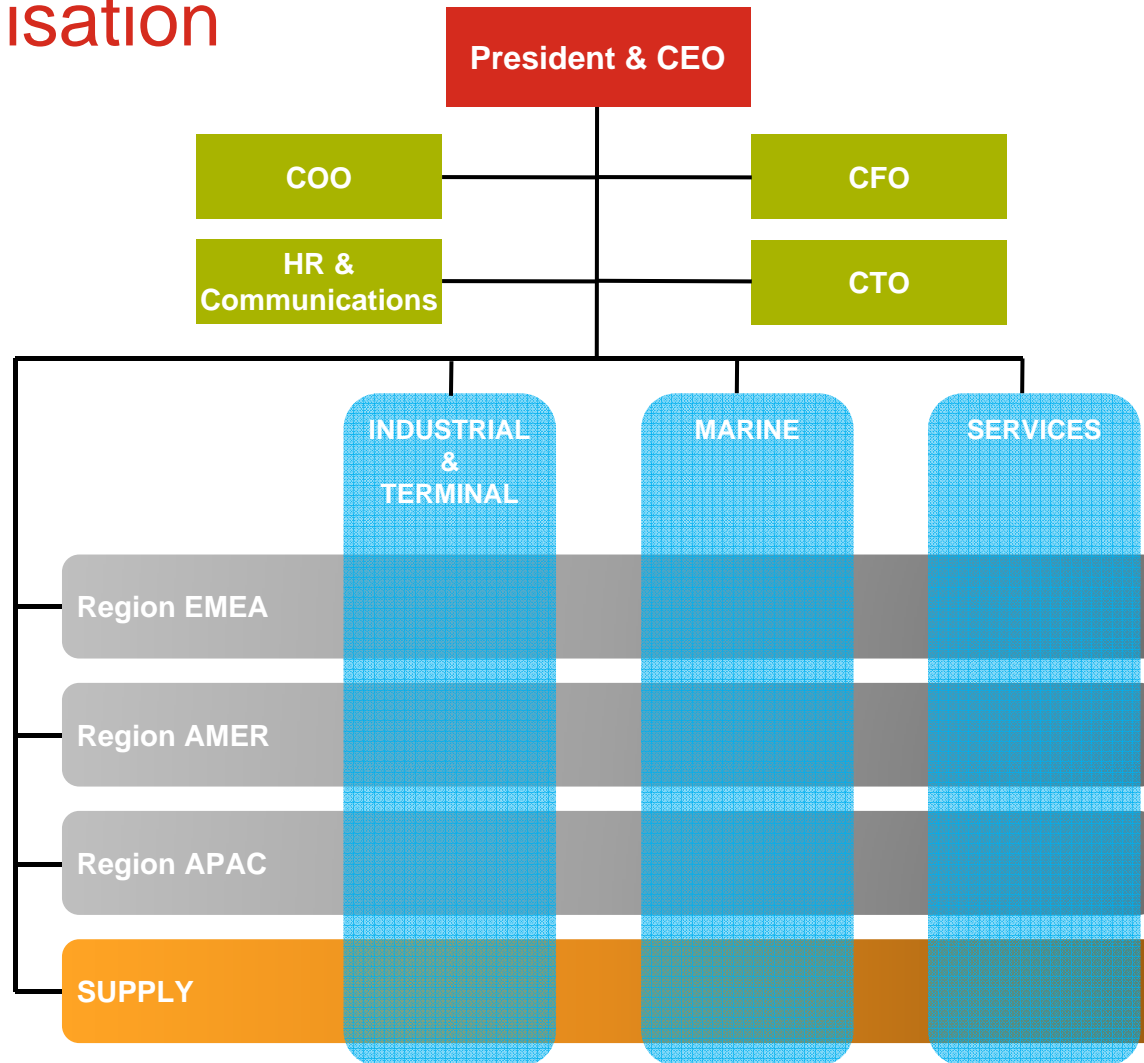 isation
President & CEO
COO
CFO
HR &
Communications
CTO
INDUSTRIAL
&
TERMINAL
MARINE
SERVICES
Region EMEA
Region AMER
Region APAC
SUPPLY